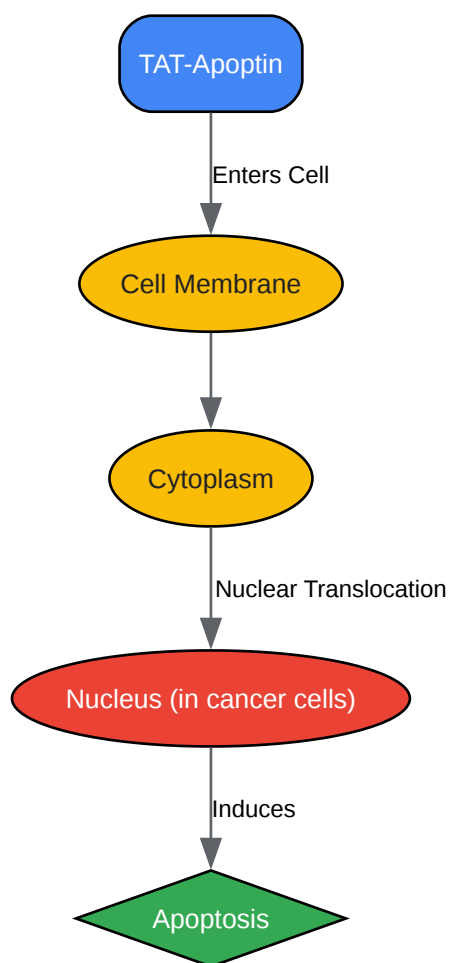 TAT-Apoptin
Enters Cell
Cell Membrane
Cytoplasm
Nuclear Translocation
Nucleus (in cancer cells)
Induces
Apoptosis